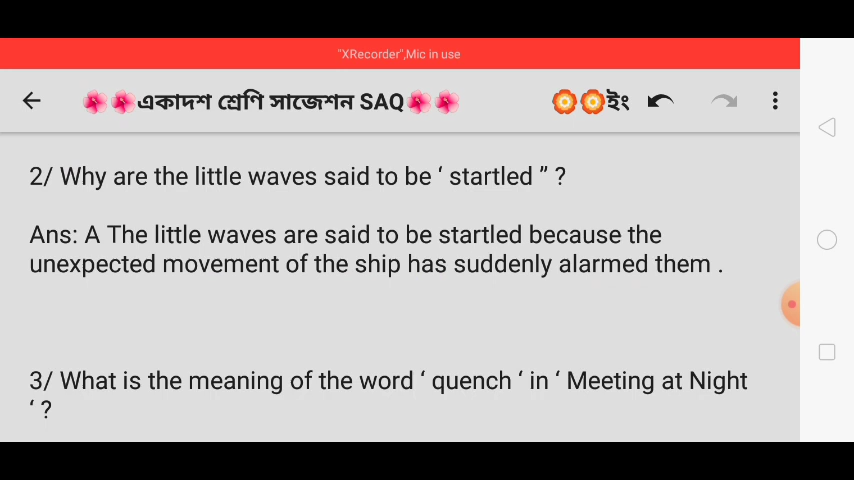 "XRecorder",Mic in use
একাদশ শ্রেণি সাজেশন SAQ
ইং
2/ Why are the little waves said to be ‘ startled ” ?
Ans: A The little waves are said to be startled because the
unexpected movement of the ship has suddenly alarmed them .
3/ What is the meaning of the word ‘ quench ‘ in ‘ Meeting at Night
‘ ?